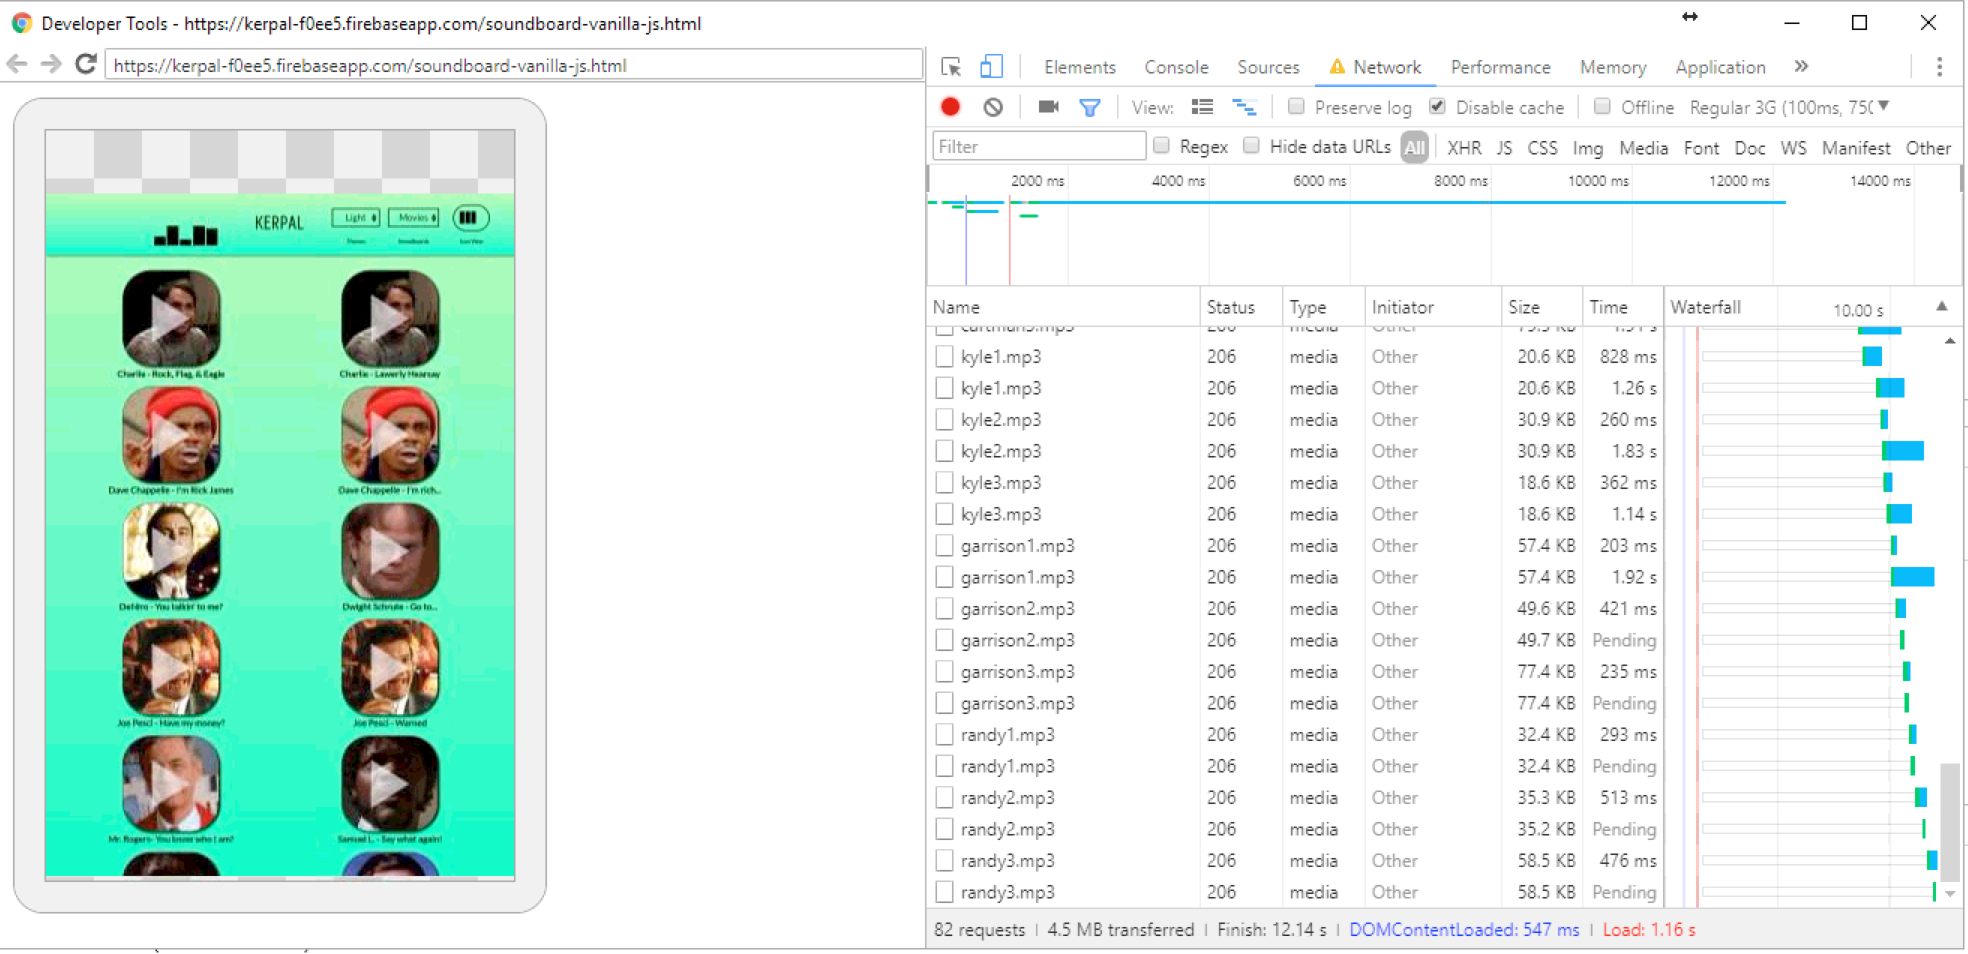 Developer Tools - https://kerpal-f0ee5.firebaseapp.com/soundboard-vanilla-js.html
https://kerpal-f0ee5.firebaseapp.com/soundboard-vanilla-js.html
KERPAL Light Movies
Themes Soundboards Icon View
Charlie - Rock, Flag, & Eagle Charlie - Lawerly Hearsay
Dave Chappelle - I'm Rick James Dave Chappelle - I'm rich...
DeNiro - You talkin' to me? Dwight Schrute - Go to...
Joe Pesci - Have my money? Joe Pesci - Warned
Mr. Rogers- You know who I am? Samuel L. - Say what again!
Elements Console Sources Network Performance Memory Application »
View: Preserve log Disable cache Offline Regular 3G (100ms, 750
Filter Regex Hide data URLs All XHR JS CSS Img Media Font Doc WS Manifest Other
2000 ms 4000 ms 6000 ms 8000 ms 10000 ms 12000 ms 14000 ms
Name Status Type Initiator Size Time Waterfall 10.00 s
kyle1.mp3 206 media Other 20.6 KB 828 ms
kyle1.mp3 206 media Other 20.6 KB 1.26 s
kyle2.mp3 206 media Other 30.9 KB 260 ms
kyle2.mp3 206 media Other 30.9 KB 1.83 s
kyle3.mp3 206 media Other 18.6 KB 362 ms
kyle3.mp3 206 media Other 18.6 KB 1.14 s
garrison1.mp3 206 media Other 57.4 KB 203 ms
garrison1.mp3 206 media Other 57.4 KB 1.92 s
garrison2.mp3 206 media Other 49.6 KB 421 ms
garrison2.mp3 206 media Other 49.7 KB Pending
garrison3.mp3 206 media Other 77.4 KB 235 ms
garrison3.mp3 206 media Other 77.4 KB Pending
randy1.mp3 206 media Other 32.4 KB 293 ms
randy1.mp3 206 media Other 32.4 KB Pending
randy2.mp3 206 media Other 35.3 KB 513 ms
randy2.mp3 206 media Other 35.2 KB Pending
randy3.mp3 206 media Other 58.5 KB 476 ms
randy3.mp3 206 media Other 58.5 KB Pending
82 requests | 4.5 MB transferred | Finish: 12.14 s | DOMContentLoaded: 547 ms | Load: 1.16 s